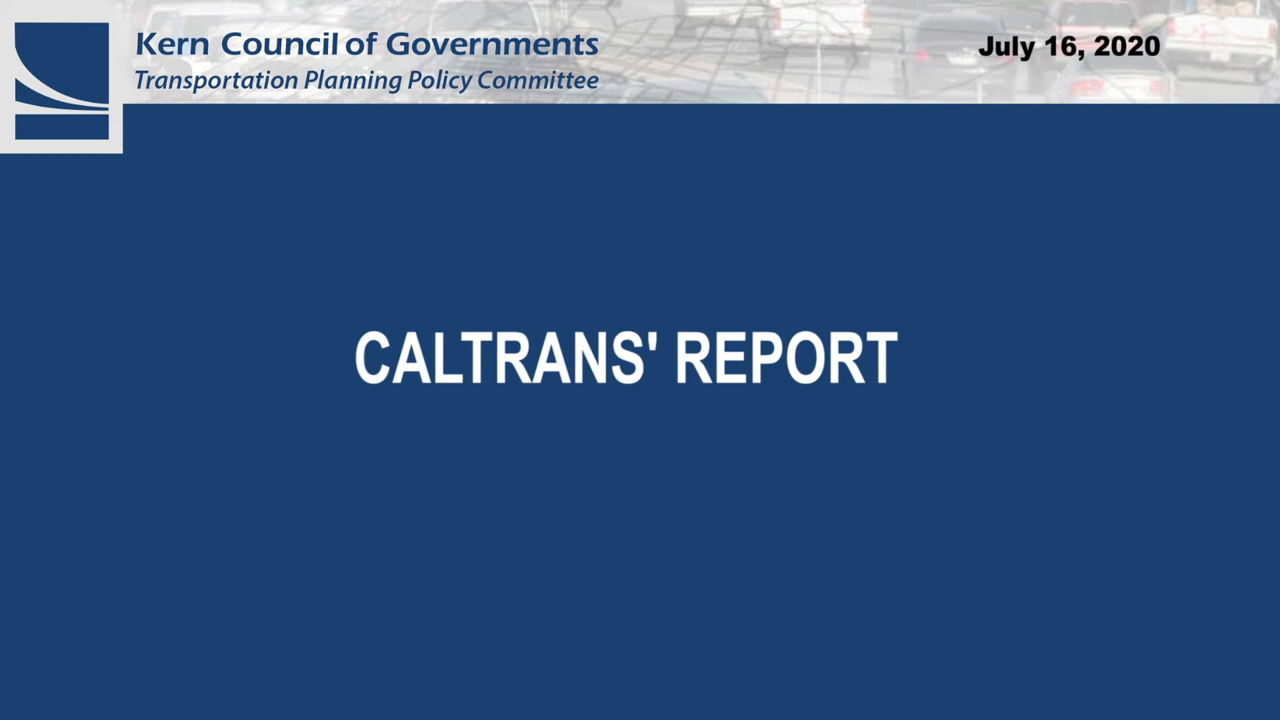 Kern Council of Governments
Transportation Planning Policy Committee
July 16, 2020
CALTRANS' REPORT